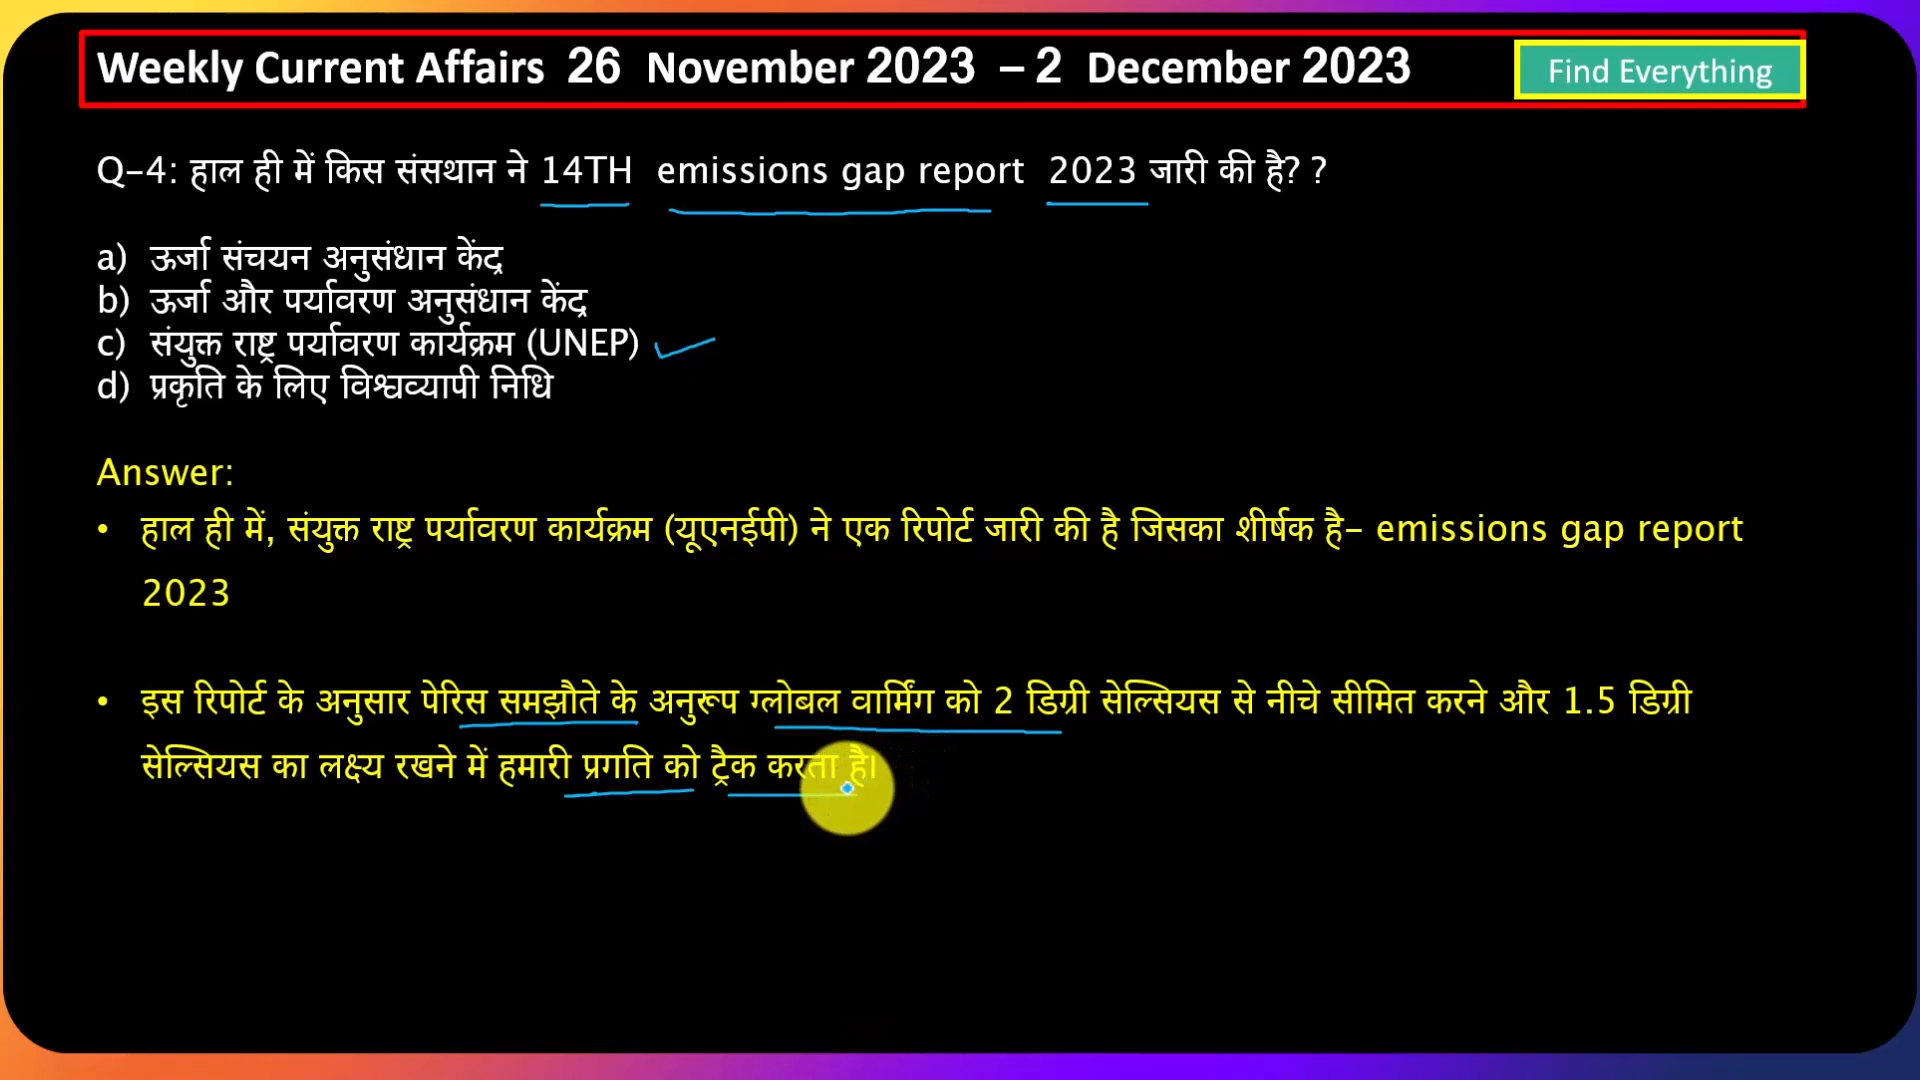 Weekly Current Affairs 26 November 2023 – 2 December 2023
Find Everything
Q–4: हाल ही में किस संसथान ने 14TH emissions gap report 2023 जारी की है? ?
a) ऊर्जा संचयन अनुसंधान केंद्र
b) ऊर्जा और पर्यावरण अनुसंधान केंद्र
c) संयुक्त राष्ट्र पर्यावरण कार्यक्रम (UNEP)
d) प्रकृति के लिए विश्वव्यापी निधि
Answer:
• हाल ही में, संयुक्त राष्ट्र पर्यावरण कार्यक्रम (यूएनईपी) ने एक रिपोर्ट जारी की है जिसका शीर्षक है– emissions gap report
2023
• इस रिपोर्ट के अनुसार पेरिस समझौते के अनुरूप ग्लोबल वार्मिंग को 2 डिग्री सेल्सियस से नीचे सीमित करने और 1.5 डिग्री
सेल्सियस का लक्ष्य रखने में हमारी प्रगति को ट्रैक करता है।